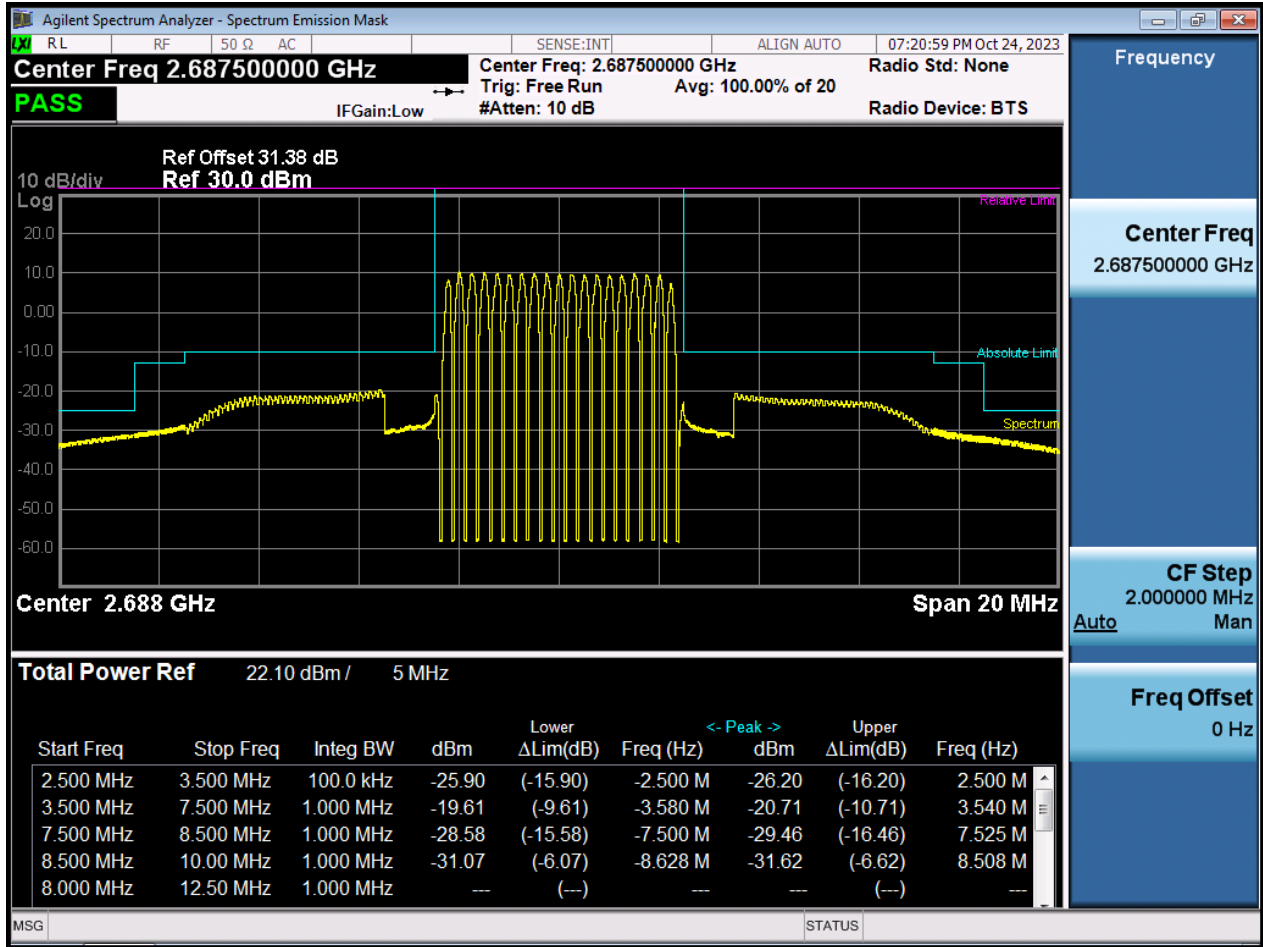 Agilent Spectrum Analyzer - Spectrum Emission Mask
LXI RL RF 50 Ω AC SENSE:INT ALIGN AUTO 07:20:59 PM Oct 24, 2023
Center Freq 2.687500000 GHz Center Freq: 2.687500000 GHz Radio Std: None
Trig: Free Run Avg: 100.00% of 20
PASS IFGain:Low #Atten: 10 dB Radio Device: BTS
Ref Offset 31.38 dB
10 dB/div Ref 30.0 dBm
Log
Relative Limit
20.0
10.0
0.00
-10.0
Absolute Limit
-20.0
-30.0
Spectrum
-40.0
-50.0
-60.0
Center 2.688 GHz Span 20 MHz
Total Power Ref 22.10 dBm / 5 MHz
Lower <- Peak -> Upper
Start Freq Stop Freq Integ BW dBm ΔLim(dB) Freq (Hz) dBm ΔLim(dB) Freq (Hz)
2.500 MHz 3.500 MHz 100.0 kHz -25.90 (-15.90) -2.500 M -26.20 (-16.20) 2.500 M
3.500 MHz 7.500 MHz 1.000 MHz -19.61 (-9.61) -3.580 M -20.71 (-10.71) 3.540 M
7.500 MHz 8.500 MHz 1.000 MHz -28.58 (-15.58) -7.500 M -29.46 (-16.46) 7.525 M
8.500 MHz 10.00 MHz 1.000 MHz -31.07 (-6.07) -8.628 M -31.62 (-6.62) 8.508 M
8.000 MHz 12.50 MHz 1.000 MHz --- (---) --- --- (---) ---
MSG STATUS
Frequency
Center Freq
2.687500000 GHz
CF Step
2.000000 MHz
Auto Man
Freq Offset
0 Hz